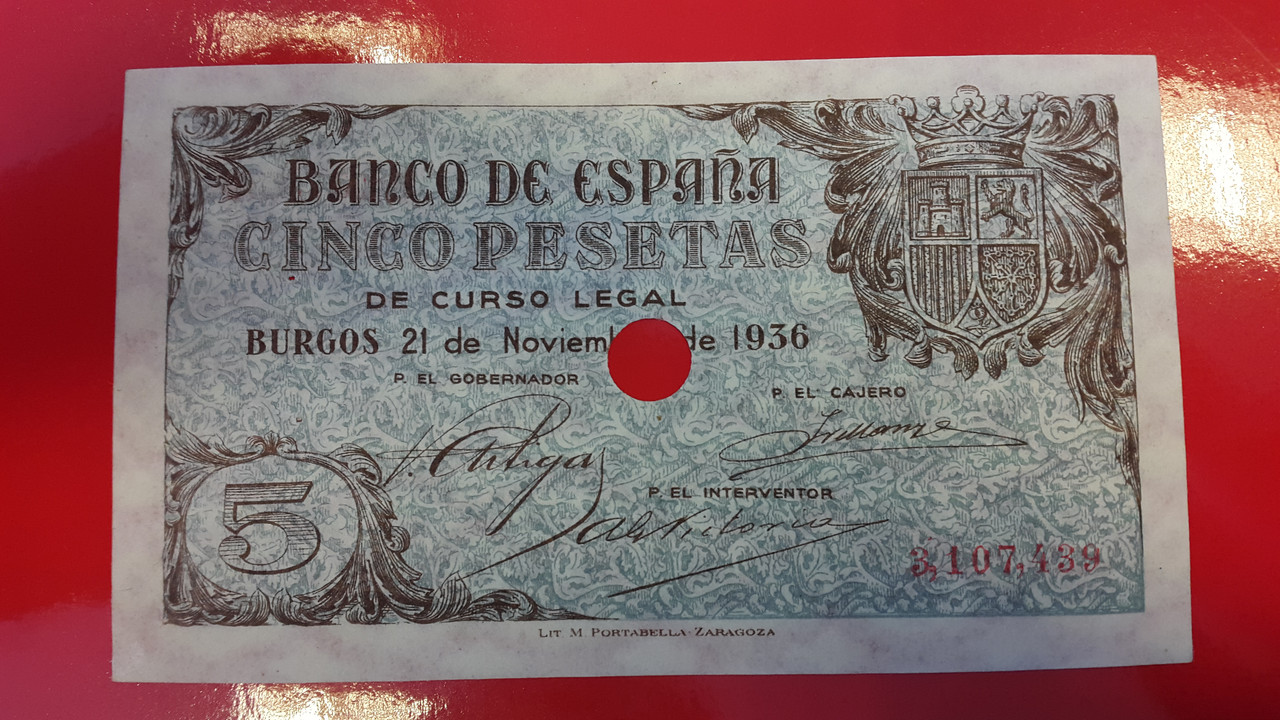 BANCO DE ESPAÑA
CINCO PESETAS
DE CURSO LEGAL
BURGOS 21 de Noviem de 1936
P. EL GOBERNADOR
P. EL CAJERO
P. EL INTERVENTOR
5
3,107,439
LIT M PORTABELLA ZARAGOZA